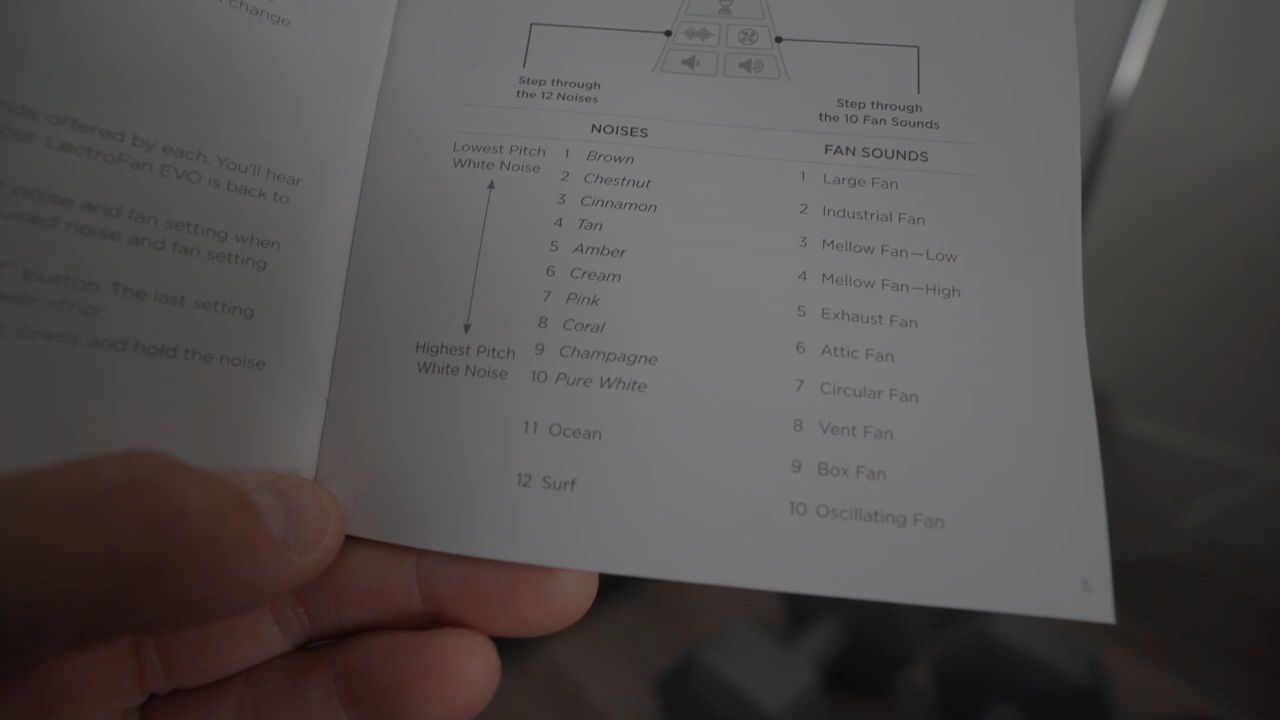 change
offered by each. You'll hear
LectroFan EVO is back to
noise and fan setting when
used noise and fan setting
button. The last setting
strip.
press and hold the noise
Step through
the 12 Noises
Step through
the 10 Fan Sounds
NOISES
FAN SOUNDS
Lowest Pitch
White Noise
1 Brown
2 Chestnut
3 Cinnamon
4 Tan
5 Amber
6 Cream
7 Pink
8 Coral
9 Champagne
10 Pure White
Highest Pitch
White Noise
11 Ocean
12 Surf
1 Large Fan
2 Industrial Fan
3 Mellow Fan—Low
4 Mellow Fan—High
5 Exhaust Fan
6 Attic Fan
7 Circular Fan
8 Vent Fan
9 Box Fan
10 Oscillating Fan
5